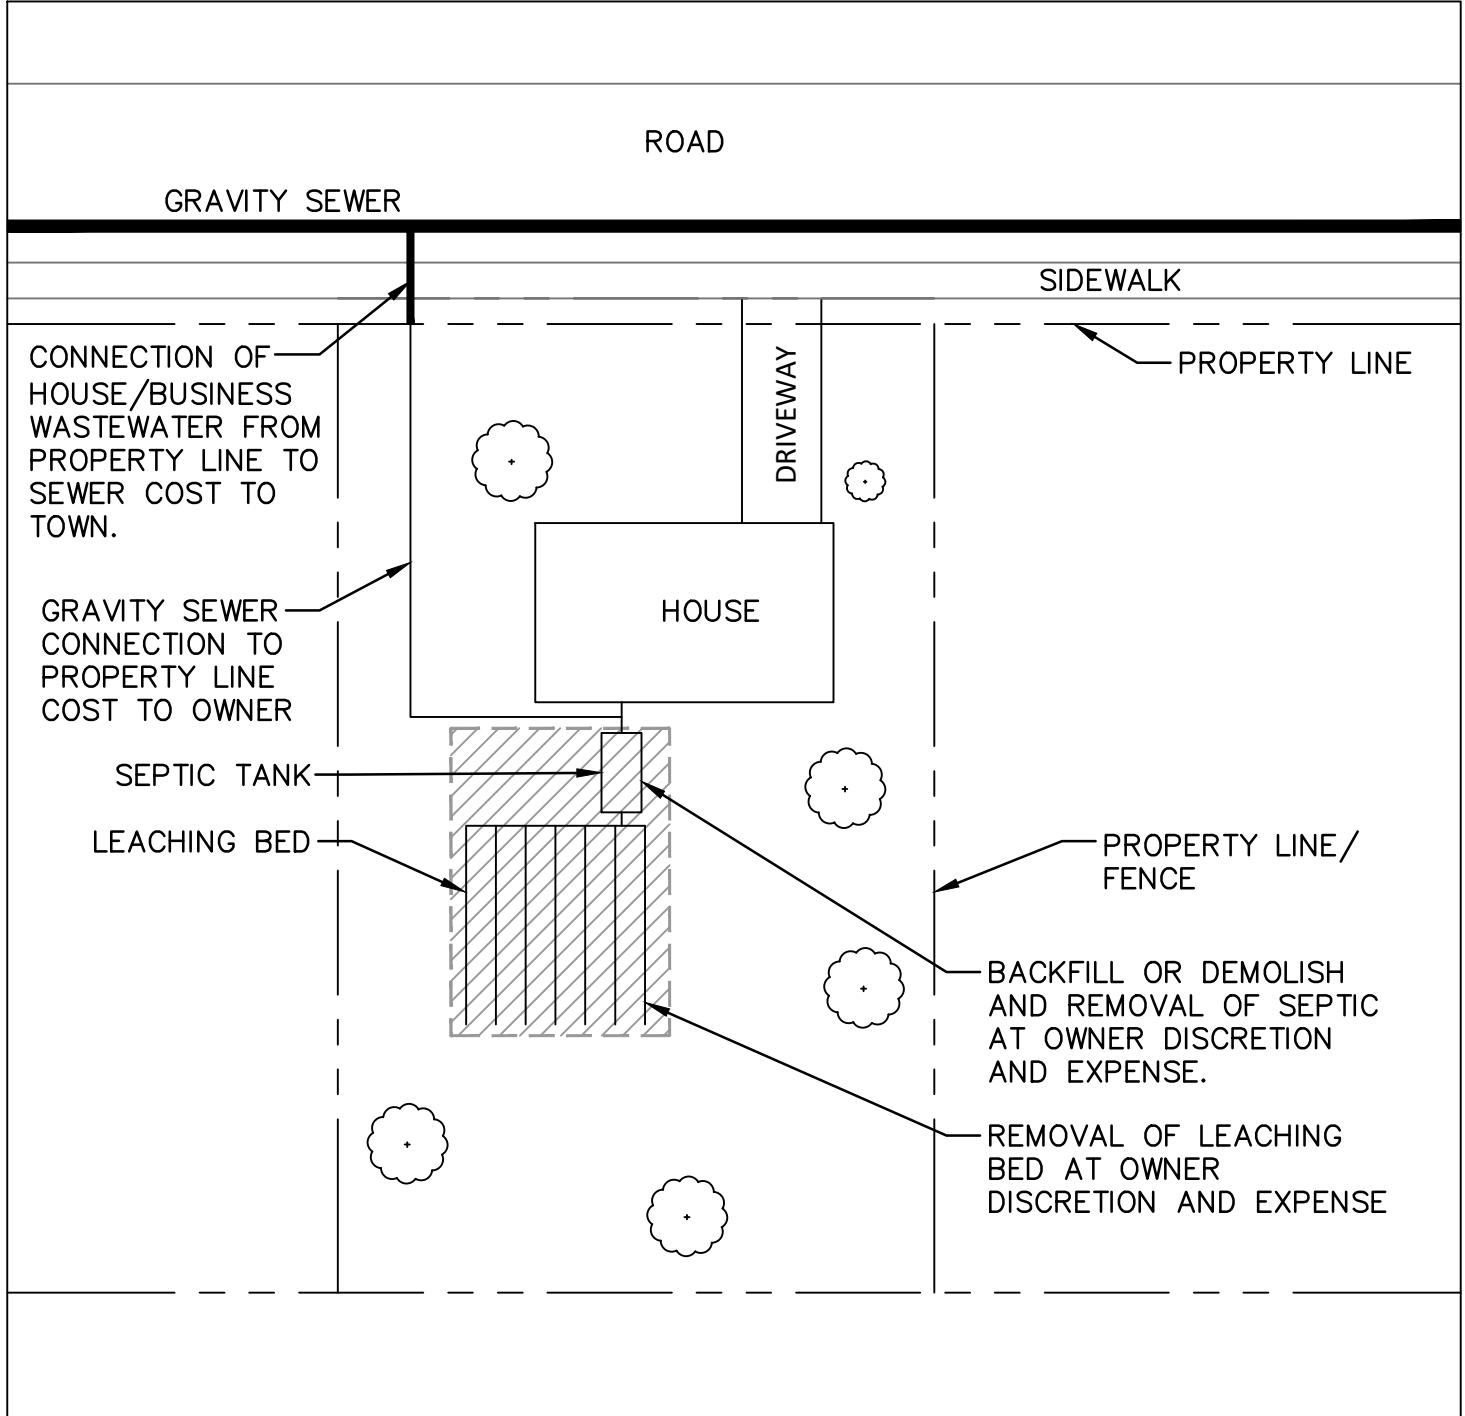 ROAD
GRAVITY SEWER
SIDEWALK
CONNECTION OF
HOUSE/BUSINESS
WASTEWATER FROM
PROPERTY LINE TO
SEWER COST TO
TOWN.
PROPERTY LINE
DRIVEWAY
GRAVITY SEWER
CONNECTION TO
PROPERTY LINE
COST TO OWNER
HOUSE
SEPTIC TANK
LEACHING BED
PROPERTY LINE/
FENCE
BACKFILL OR DEMOLISH
AND REMOVAL OF SEPTIC
AT OWNER DISCRETION
AND EXPENSE.
REMOVAL OF LEACHING
BED AT OWNER
DISCRETION AND EXPENSE